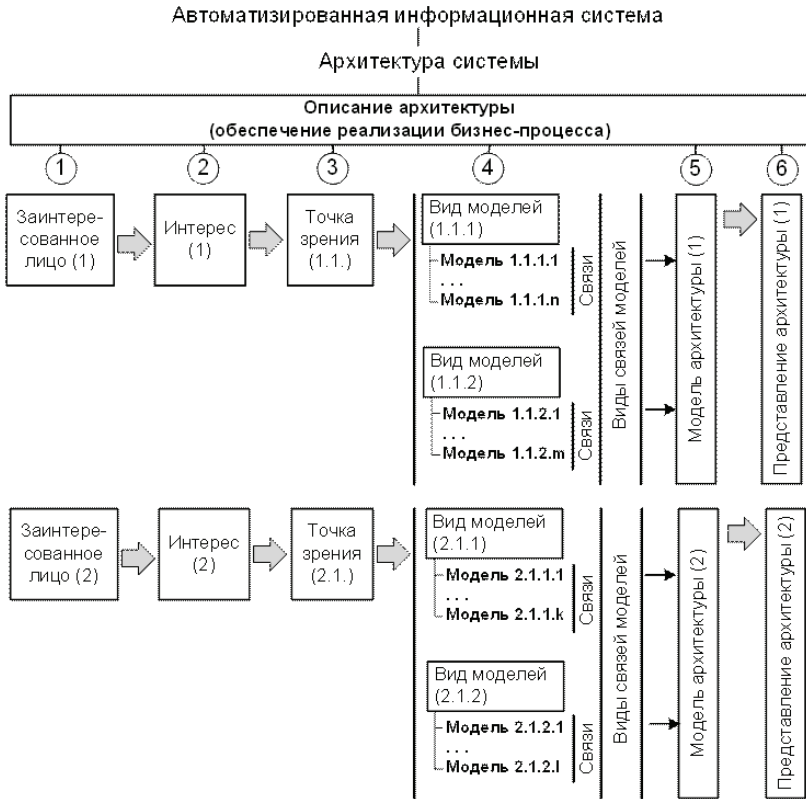 Автоматизированная информационная система
Архитектура системы
Описание архитектуры
(обеспечение реализации бизнес-процесса)
1
2
3
4
5
6
Заинтере-
сованное
лицо (1)
Интерес
(1)
Точка
зрения
(1.1.)
Вид моделей
(1.1.1)
Модель 1.1.1.1
. . .
Модель 1.1.1.n
Связи
Вид моделей
(1.1.2)
Модель 1.1.2.1
. . .
Модель 1.1.2.m
Связи
Виды связей моделей
Модель архитектуры (1)
Представление архитектуры (1)
Заинтере-
сованное
лицо (2)
Интерес
(2)
Точка
зрения
(2.1.)
Вид моделей
(2.1.1)
Модель 2.1.1.1
. . .
Модель 2.1.1.k
Связи
Вид моделей
(2.1.2)
Модель 2.1.2.1
. . .
Модель 2.1.2.l
Связи
Виды связей моделей
Модель архитектуры (2)
Представление архитектуры (2)